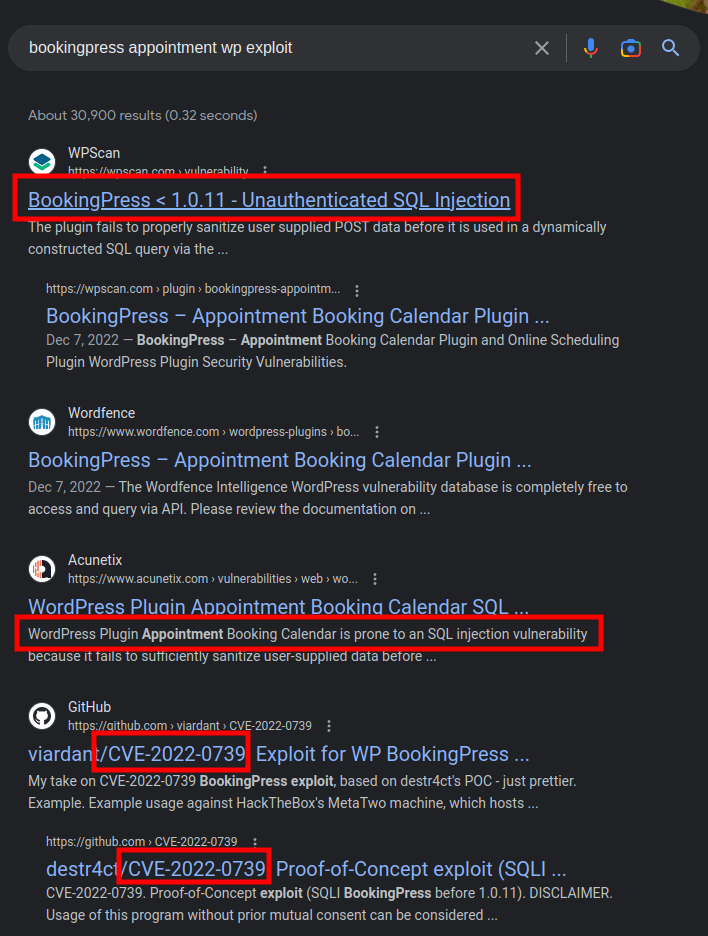 bookingpress appointment wp exploit
About 30,900 results (0.32 seconds)
WPScan
https://wpscan.com › vulnerability
BookingPress < 1.0.11 - Unauthenticated SQL Injection
The plugin fails to properly sanitize user supplied POST data before it is used in a dynamically
constructed SQL query via the ...
https://wpscan.com › plugin › bookingpress-appointm...
BookingPress – Appointment Booking Calendar Plugin ...
Dec 7, 2022 — BookingPress – Appointment Booking Calendar Plugin and Online Scheduling
Plugin WordPress Plugin Security Vulnerabilities.
Wordfence
https://www.wordfence.com › wordpress-plugins › bo...
BookingPress – Appointment Booking Calendar Plugin ...
Dec 7, 2022 — The Wordfence Intelligence WordPress vulnerability database is completely free to
access and query via API. Please review the documentation on ...
Acunetix
https://www.acunetix.com › vulnerabilities › web › wo...
WordPress Plugin Appointment Booking Calendar SQL ...
WordPress Plugin Appointment Booking Calendar is prone to an SQL injection vulnerability
because it fails to sufficiently sanitize user-supplied data before ...
GitHub
https://github.com › viardant › CVE-2022-0739
viardant/CVE-2022-0739 Exploit for WP BookingPress ...
My take on CVE-2022-0739 BookingPress exploit, based on destr4ct's POC - just prettier.
Example. Example usage against HackTheBox's MetaTwo machine, which hosts ...
https://github.com › CVE-2022-0739
destr4ct/CVE-2022-0739 Proof-of-Concept exploit (SQLI ...
CVE-2022-0739. Proof-of-Concept exploit (SQLI BookingPress before 1.0.11). DISCLAIMER.
Usage of this program without prior mutual consent can be considered ...